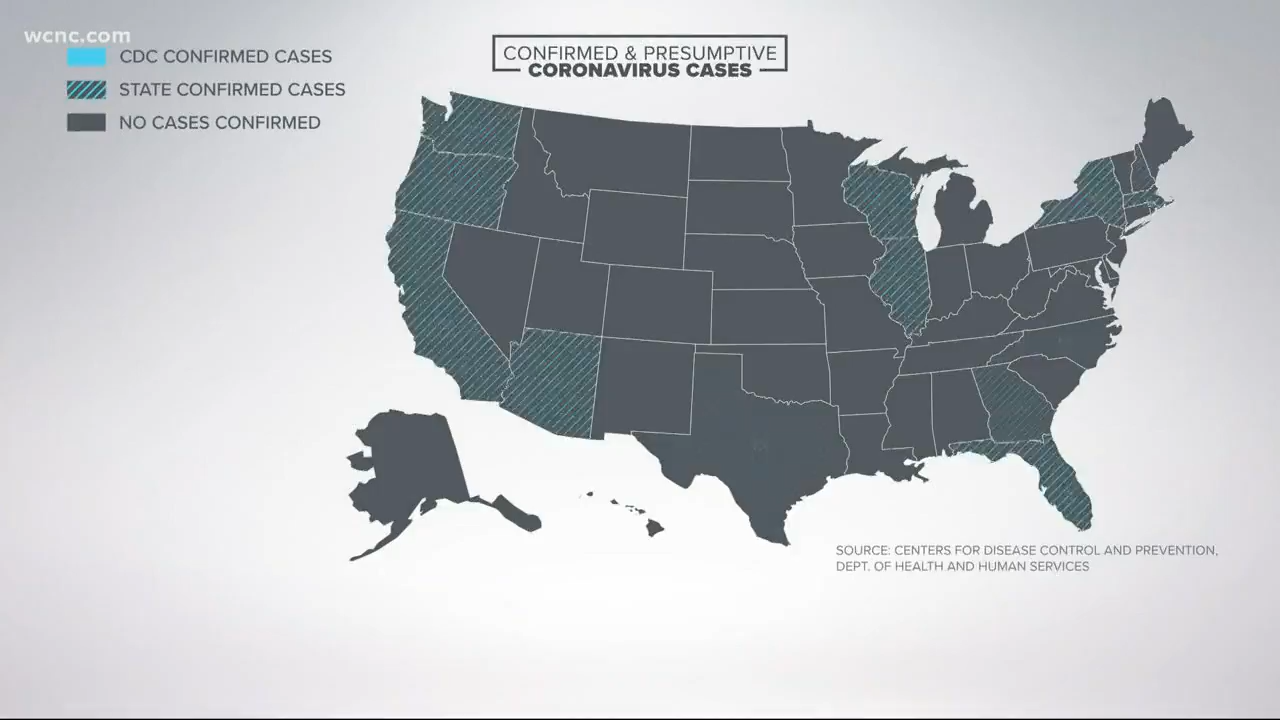 wcnc.com
CDC CONFIRMED CASES
STATE CONFIRMED CASES
NO CASES CONFIRMED
CONFIRMED & PRESUMPTIVE
CORONAVIRUS CASES
SOURCE: CENTERS FOR DISEASE CONTROL AND PREVENTION,
DEPT. OF HEALTH AND HUMAN SERVICES